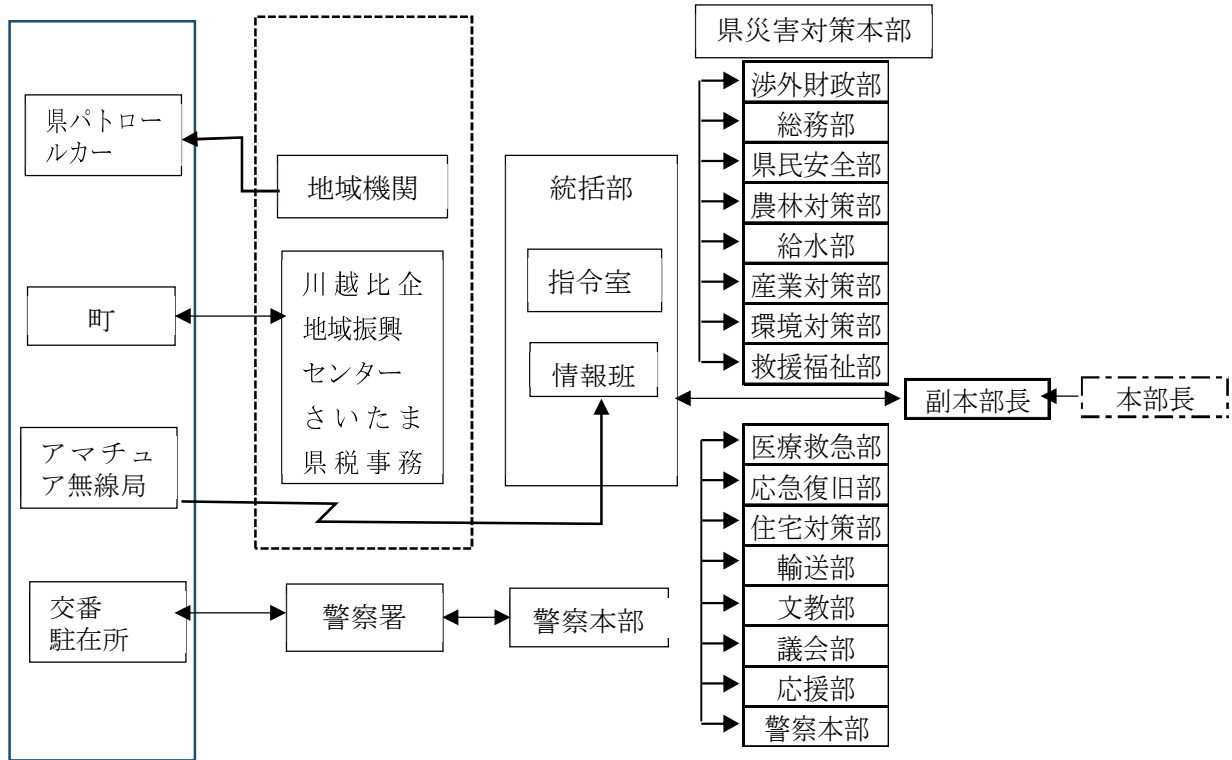 県災害対策本部
県パトロー
ルカー
町
アマチュ
ア無線局
交番
駐在所
地域機関
川越比企
地域振興
センター
さいたま
県税事務
警察署
統括部
指令室
情報班
警察本部
渉外財政部
総務部
県民安全部
農林対策部
給水部
産業対策部
環境対策部
救援福祉部
医療救急部
応急復旧部
住宅対策部
輸送部
文教部
議会部
応援部
警察本部
副本部長
本部長